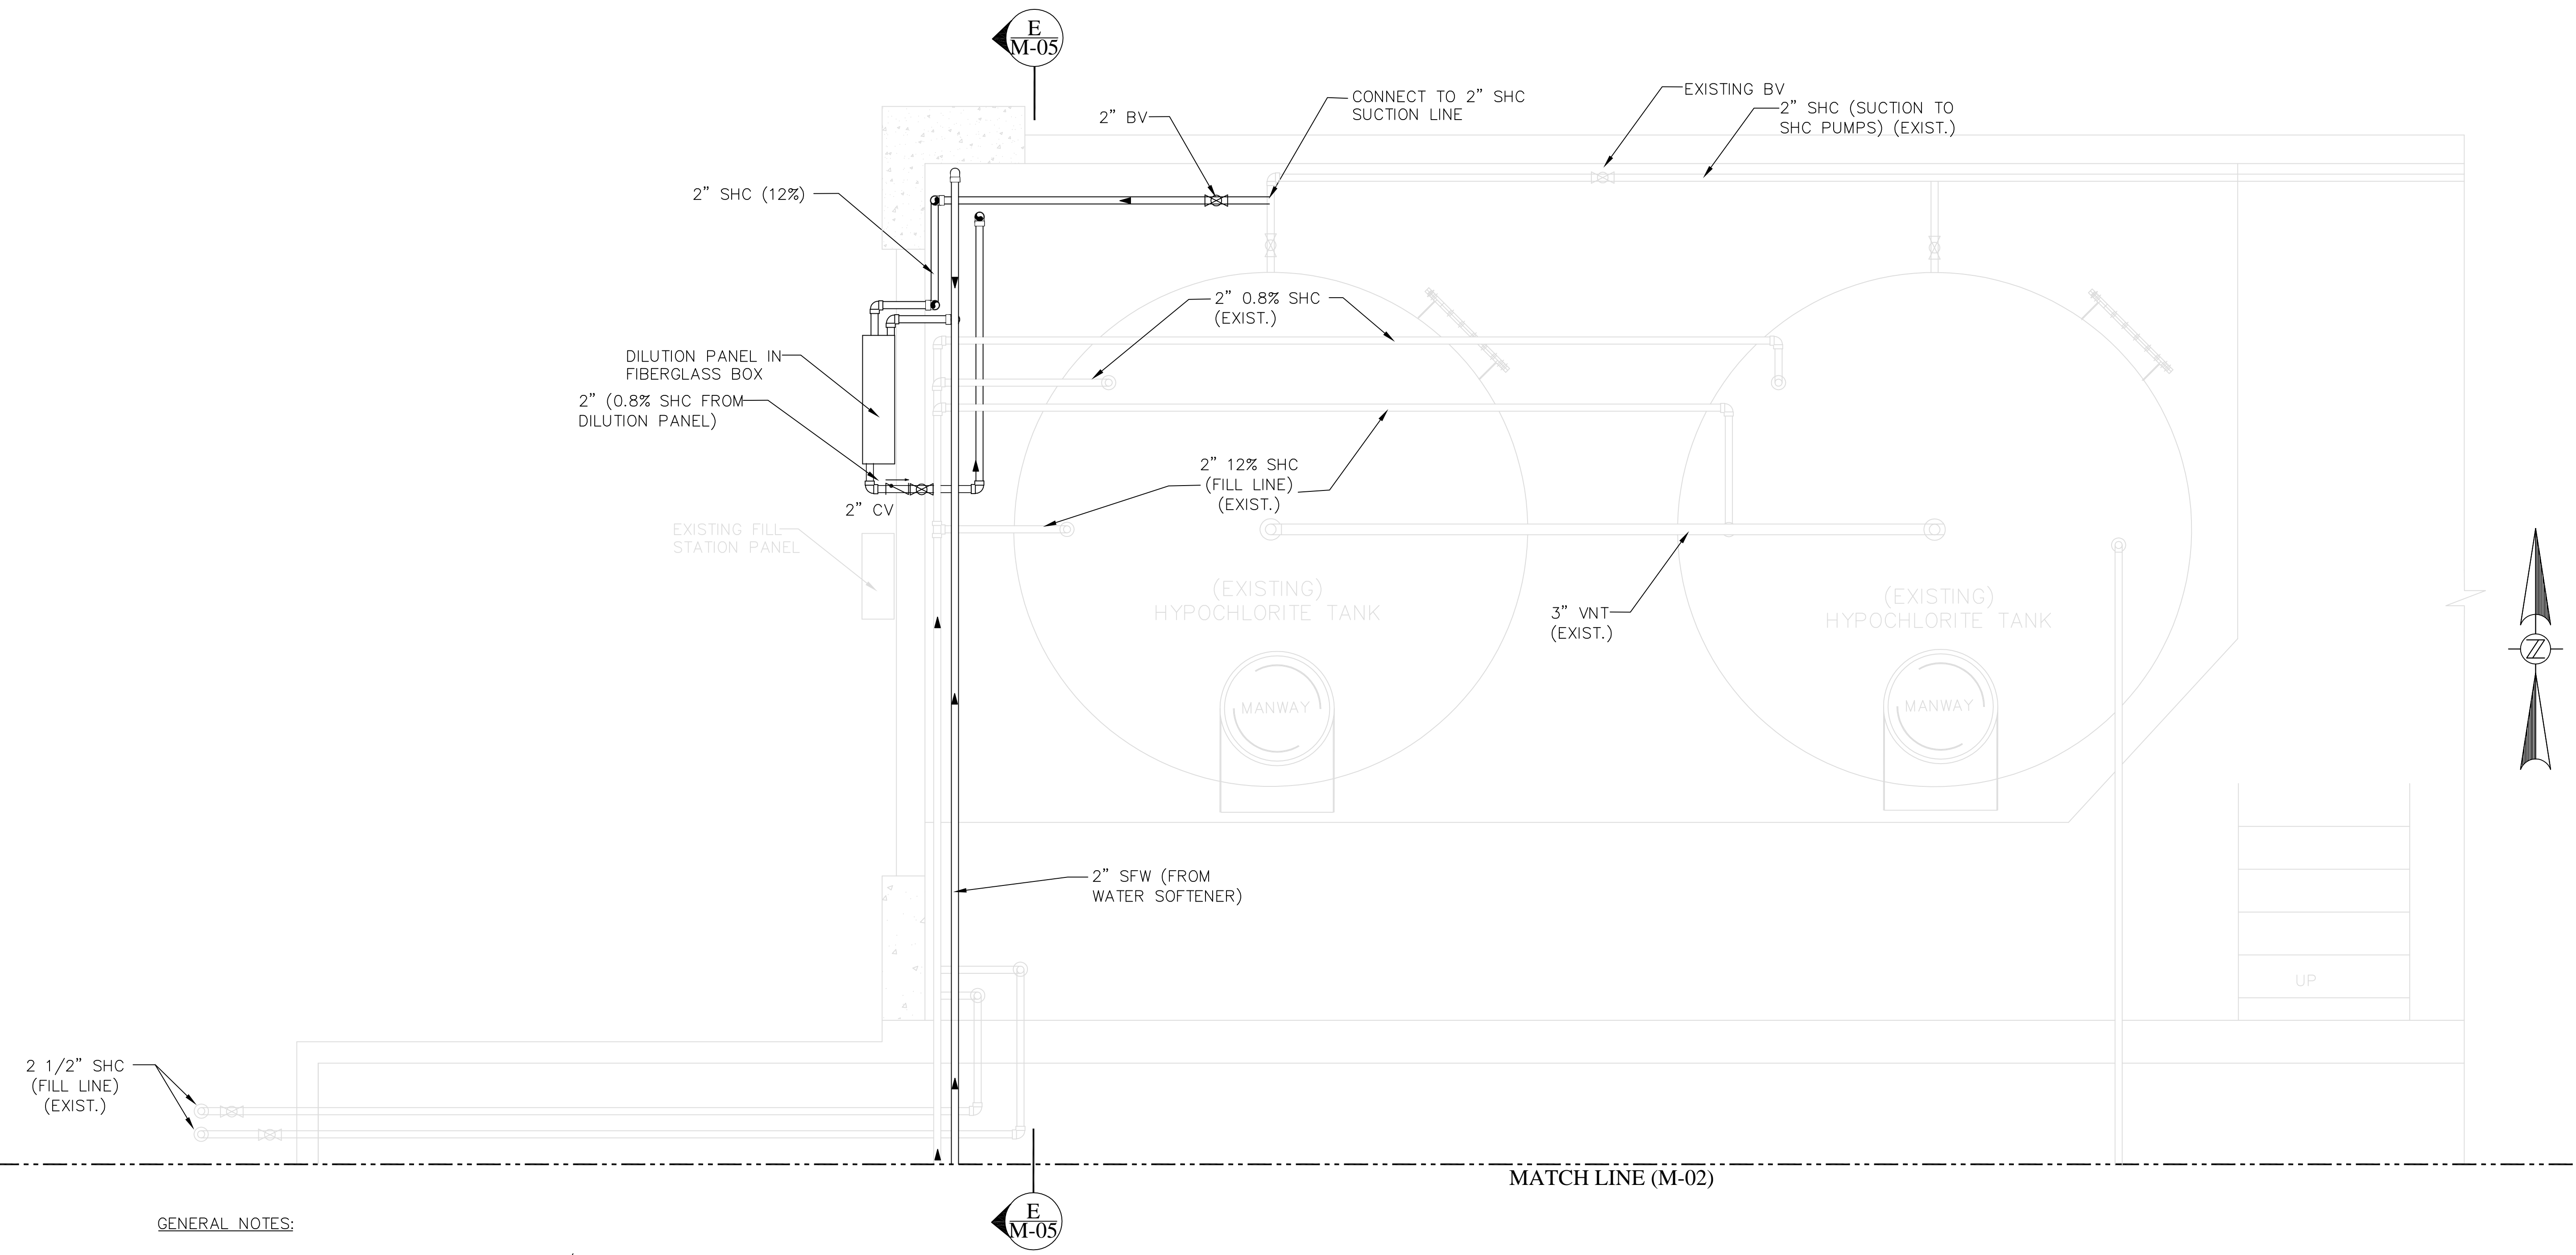 E
M-05
EXISTING BV
CONNECT TO 2" SHC
SUCTION LINE
2" BV
2" SHC (SUCTION TO
SHC PUMPS) (EXIST.)
2" SHC (12%)
2" 0.8% SHC
(EXIST.)
DILUTION PANEL IN
FIBERGLASS BOX
2" (0.8% SHC FROM
DILUTION PANEL)
2" 12% SHC
(FILL LINE)
(EXIST.)
2" CV
EXISTING FILL
STATION PANEL
(EXISTING)
HYPOCHLORITE TANK
(EXISTING)
HYPOCHLORITE TANK
3" VNT
(EXIST.)
Z
MANWAY
MANWAY
2" SFW (FROM
WATER SOFTENER)
UP
2 1/2" SHC
(FILL LINE)
(EXIST.)
MATCH LINE (M-02)
E
M-05
GENERAL NOTES: